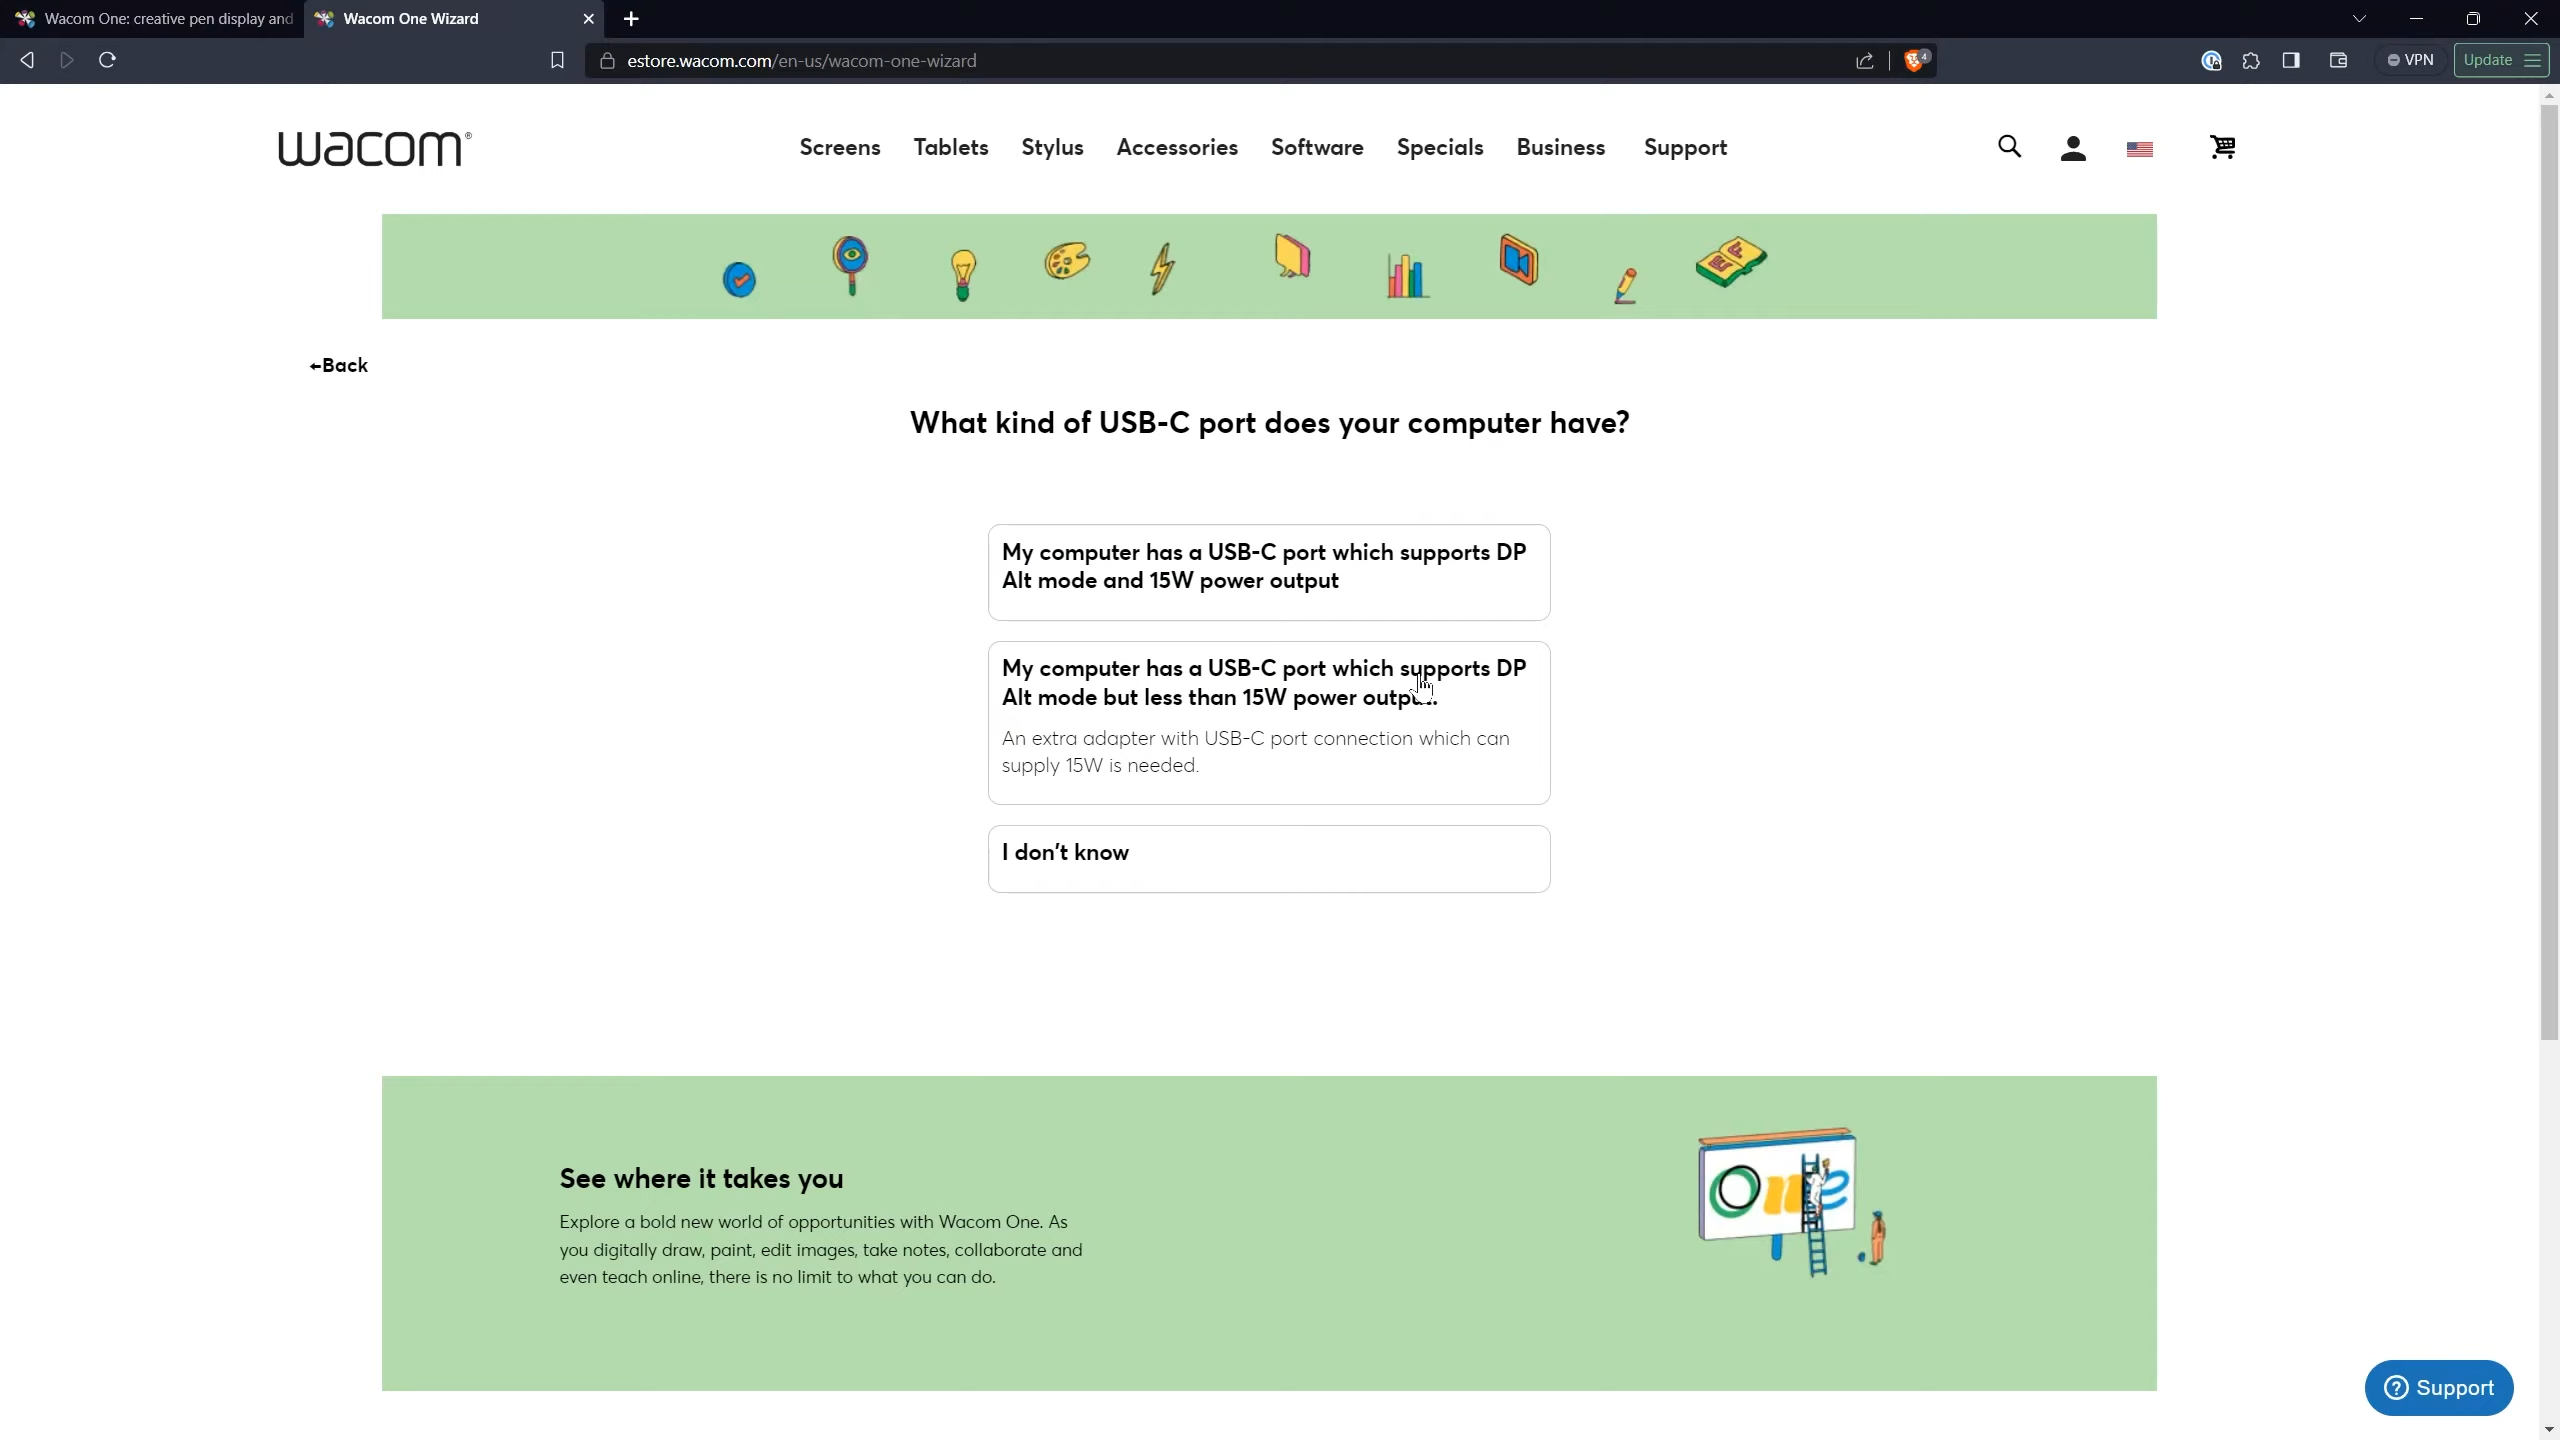 Wacom One: creative pen display and
Wacom One Wizard
estore.wacom.com/en-us/wacom-one-wizard
4
VPN
Update
wacom®
Screens Tablets Stylus Accessories Software Specials Business Support
←Back
What kind of USB-C port does your computer have?
My computer has a USB-C port which supports DP
Alt mode and 15W power output
My computer has a USB-C port which supports DP
Alt mode but less than 15W power output.
An extra adapter with USB-C port connection which can
supply 15W is needed.
I don't know
See where it takes you
Explore a bold new world of opportunities with Wacom One. As
you digitally draw, paint, edit images, take notes, collaborate and
even teach online, there is no limit to what you can do.
One
Support